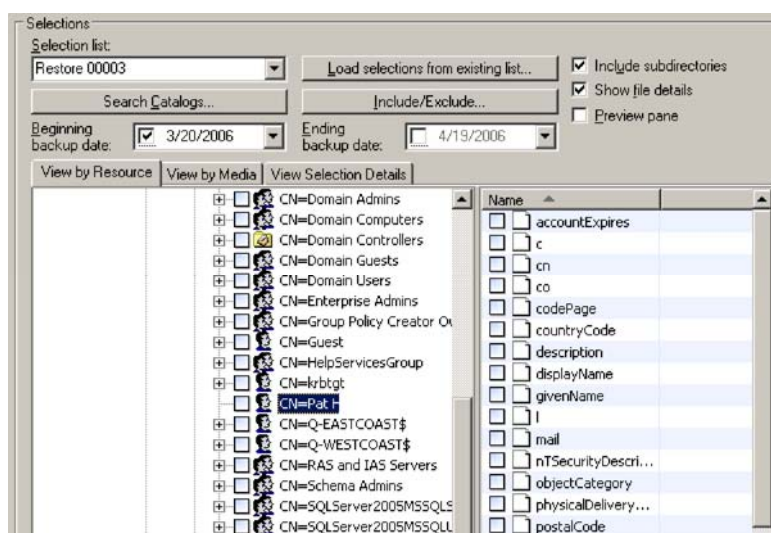 Selections
Selection list:
Restore 00003
Load selections from existing list...
Include subdirectories
Show file details
Search Catalogs...
Include/Exclude...
Preview pane
Beginning backup date:
3/20/2006
Ending backup date:
4/19/2006
View by Resource
View by Media
View Selection Details
CN=Domain Admins
CN=Domain Computers
CN=Domain Controllers
CN=Domain Guests
CN=Domain Users
CN=Enterprise Admins
CN=Group Policy Creator Ow
CN=Guest
CN=HelpServicesGroup
CN=krbtgt
CN=Pat H
CN=Q-EASTCOAST$
CN=Q-WESTCOAST$
CN=RAS and IAS Servers
CN=Schema Admins
CN=SQLServer2005MSSQLS
CN=SQLServer2005MSSQLU
Name
accountExpires
c
cn
co
codePage
countryCode
description
displayName
givenName
l
mail
nTSecurityDescri...
objectCategory
physicalDelivery...
postalCode